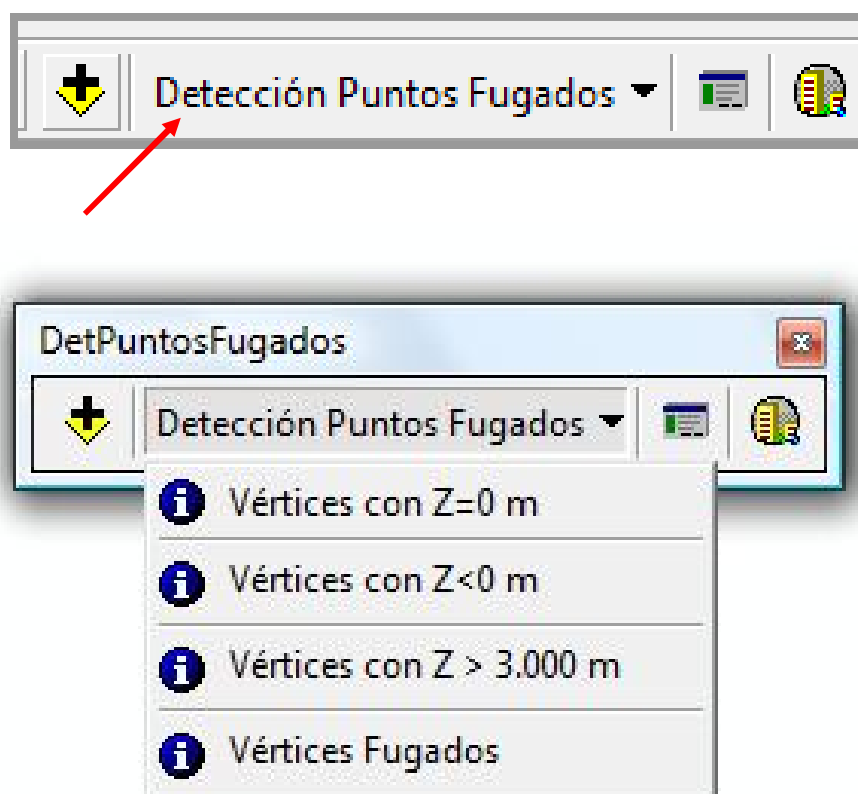 Detección Puntos Fugados
DetPuntosFugados
Detección Puntos Fugados
Vértices con Z=0 m
Vértices con Z<0 m
Vértices con Z > 3.000 m
Vértices Fugados